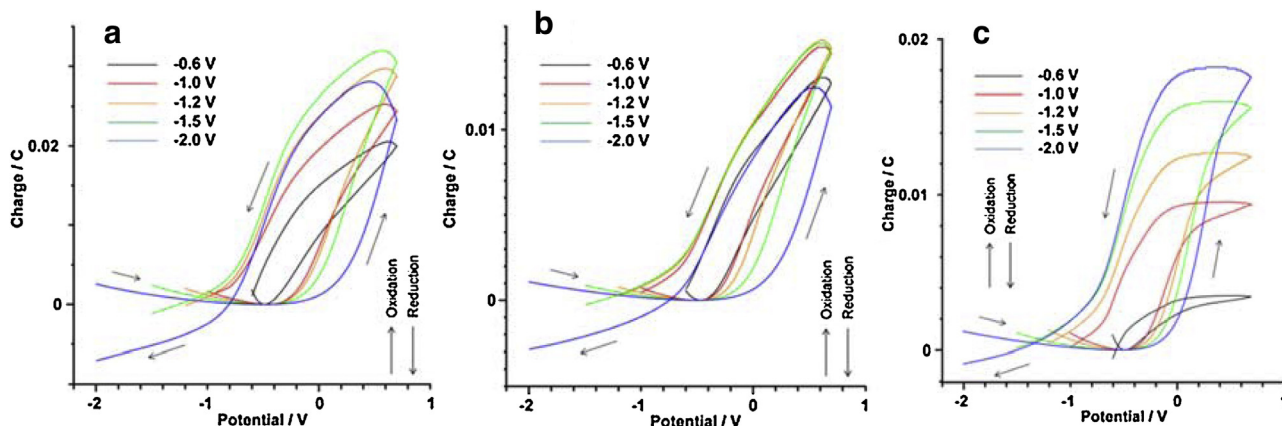 a
-0.6 V
-1.0 V
-1.2 V
-1.5 V
-2.0 V
0.02
0
Charge / C
-2
-1
0
1
Potential / V
Oxidation
Reduction
b
-0.6 V
-1.0 V
-1.2 V
-1.5 V
-2.0 V
0.01
0
Charge / C
-2
-1
0
1
Potential / V
Oxidation
Reduction
c
0.02
-0.6 V
-1.0 V
-1.2 V
-1.5 V
-2.0 V
0.01
0
Charge / C
Oxidation
Reduction
-2
-1
0
1
Potential / V